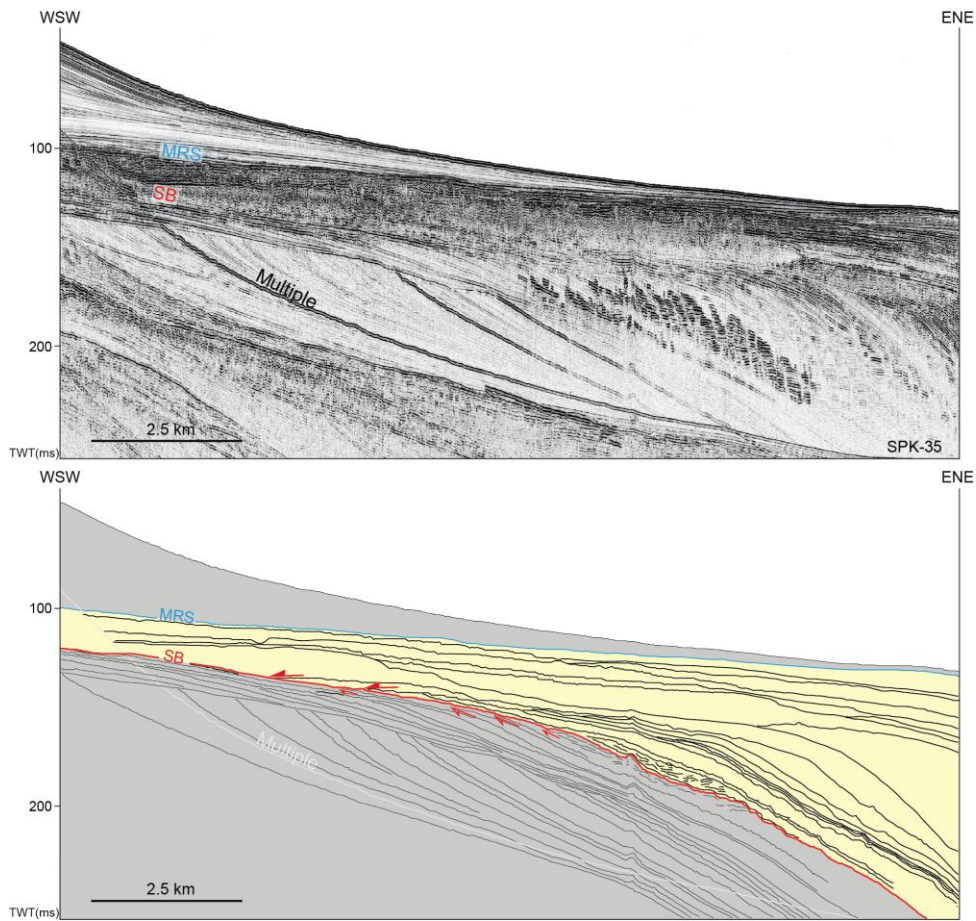 WSW ENE
100
MRS
SB
Multiple
200
2.5 km
SPK-35
TWT(ms)
WSW ENE
100
MRS
SB
Multiple
200
2.5 km
TWT(ms)